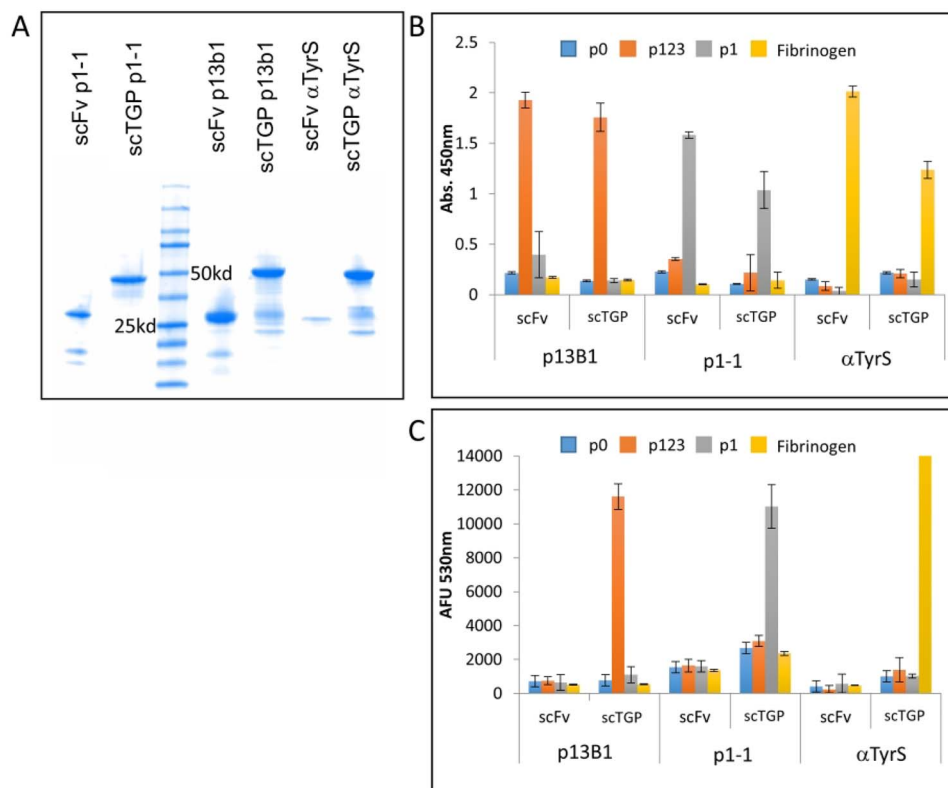 A
scFv p1-1
scTGP p1-1
scFv p13b1
scTGP p13b1
scFv αTyrS
scTGP αTyrS
50kd
25kd
B
p0 p123 p1 Fibrinogen
Abs. 450nm
2.5
2
1.5
1
0.5
0
scFv scTGP scFv scTGP scFv scTGP
p13B1 p1-1 αTyrS
C
p0 p123 p1 Fibrinogen
AFU 530nm
14000
12000
10000
8000
6000
4000
2000
0
scFv scTGP scFv scTGP scFv scTGP
p13B1 p1-1 αTyrS